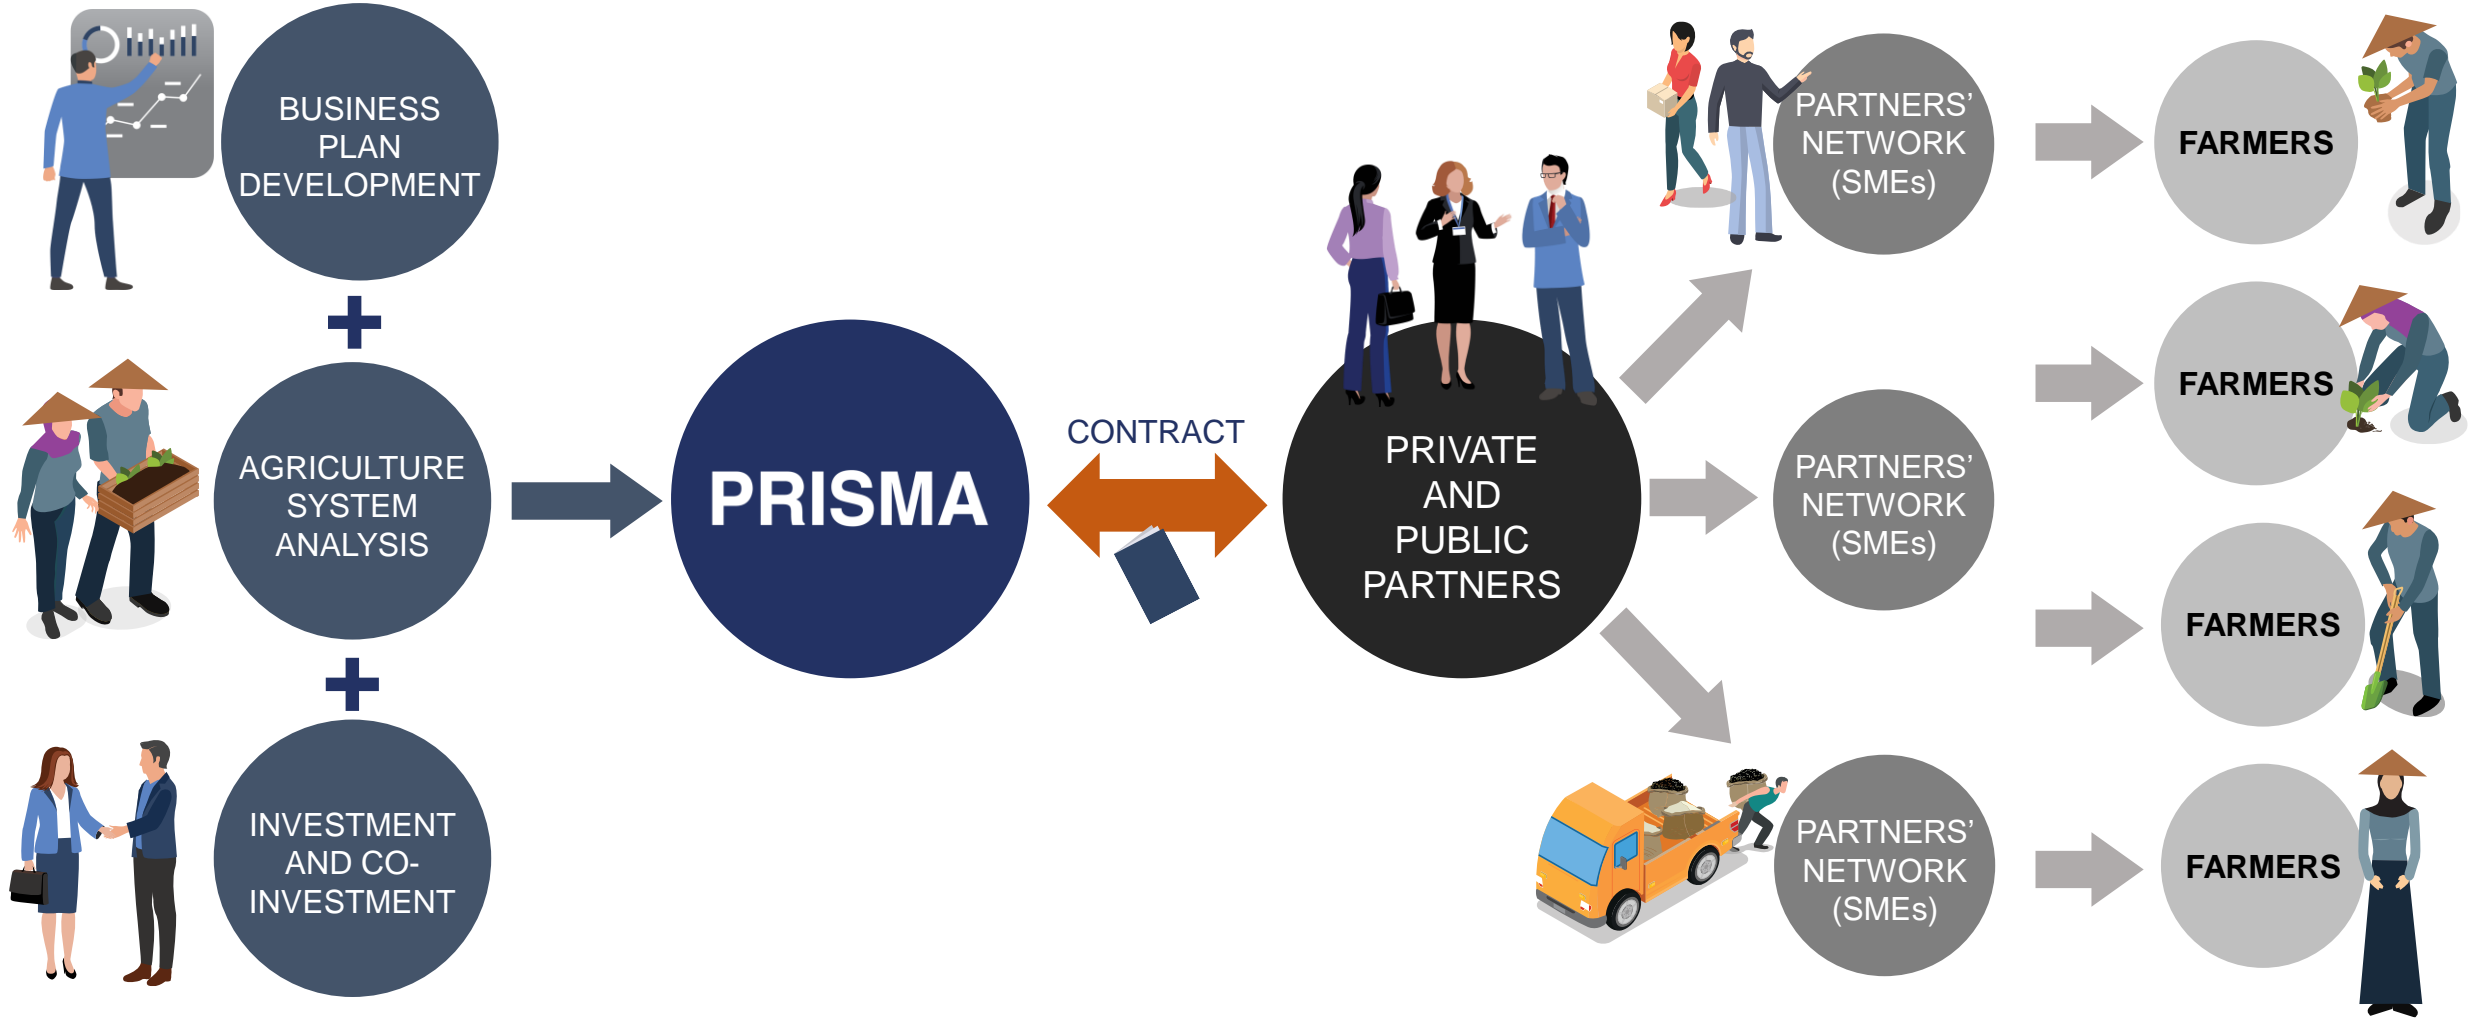 BUSINESS
PLAN
DEVELOPMENT
AGRICULTURE
SYSTEM
ANALYSIS
INVESTMENT
AND CO-
INVESTMENT
PRISMA
CONTRACT
PRIVATE
AND
PUBLIC
PARTNERS
PARTNERS’
NETWORK
(SMEs)
PARTNERS’
NETWORK
(SMEs)
PARTNERS’
NETWORK
(SMEs)
FARMERS
FARMERS
FARMERS
FARMERS